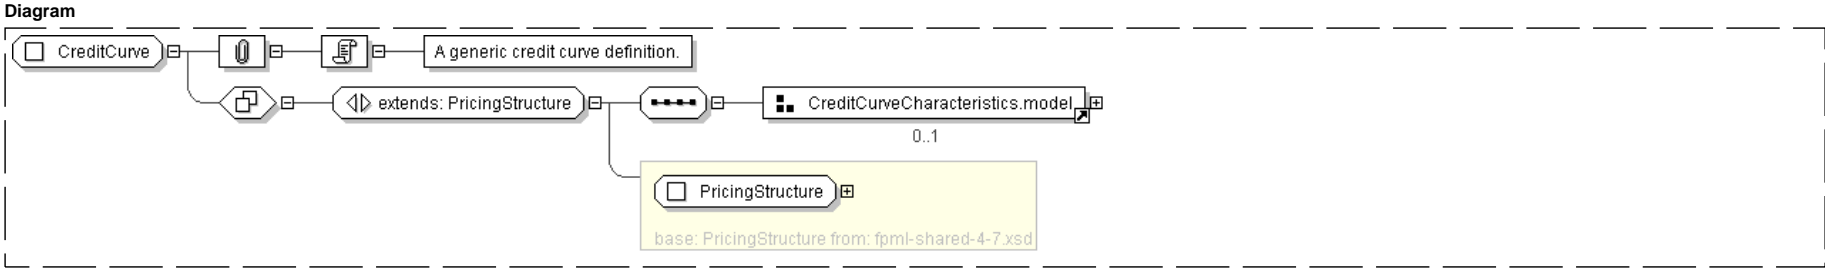 Diagram
CreditCurve
A generic credit curve definition.
extends: PricingStructure
CreditCurveCharacteristics.model
0..1
PricingStructure
base: PricingStructure from: fpml-shared-4-7.xsd